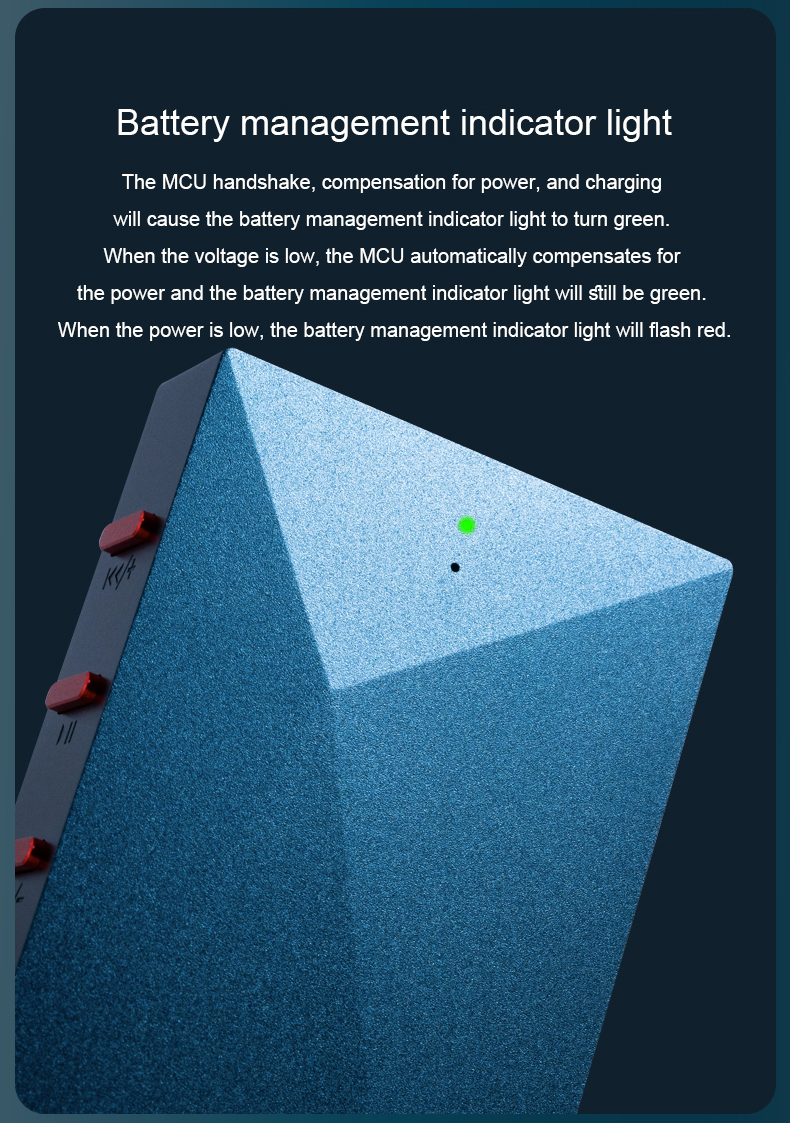 Battery management indicator light
The MCU handshake, compensation for power, and charging
will cause the battery management indicator light to turn green.
When the voltage is low, the MCU automatically compensates for
the power and the battery management indicator light will still be green.
When the power is low, the battery management indicator light will flash red.